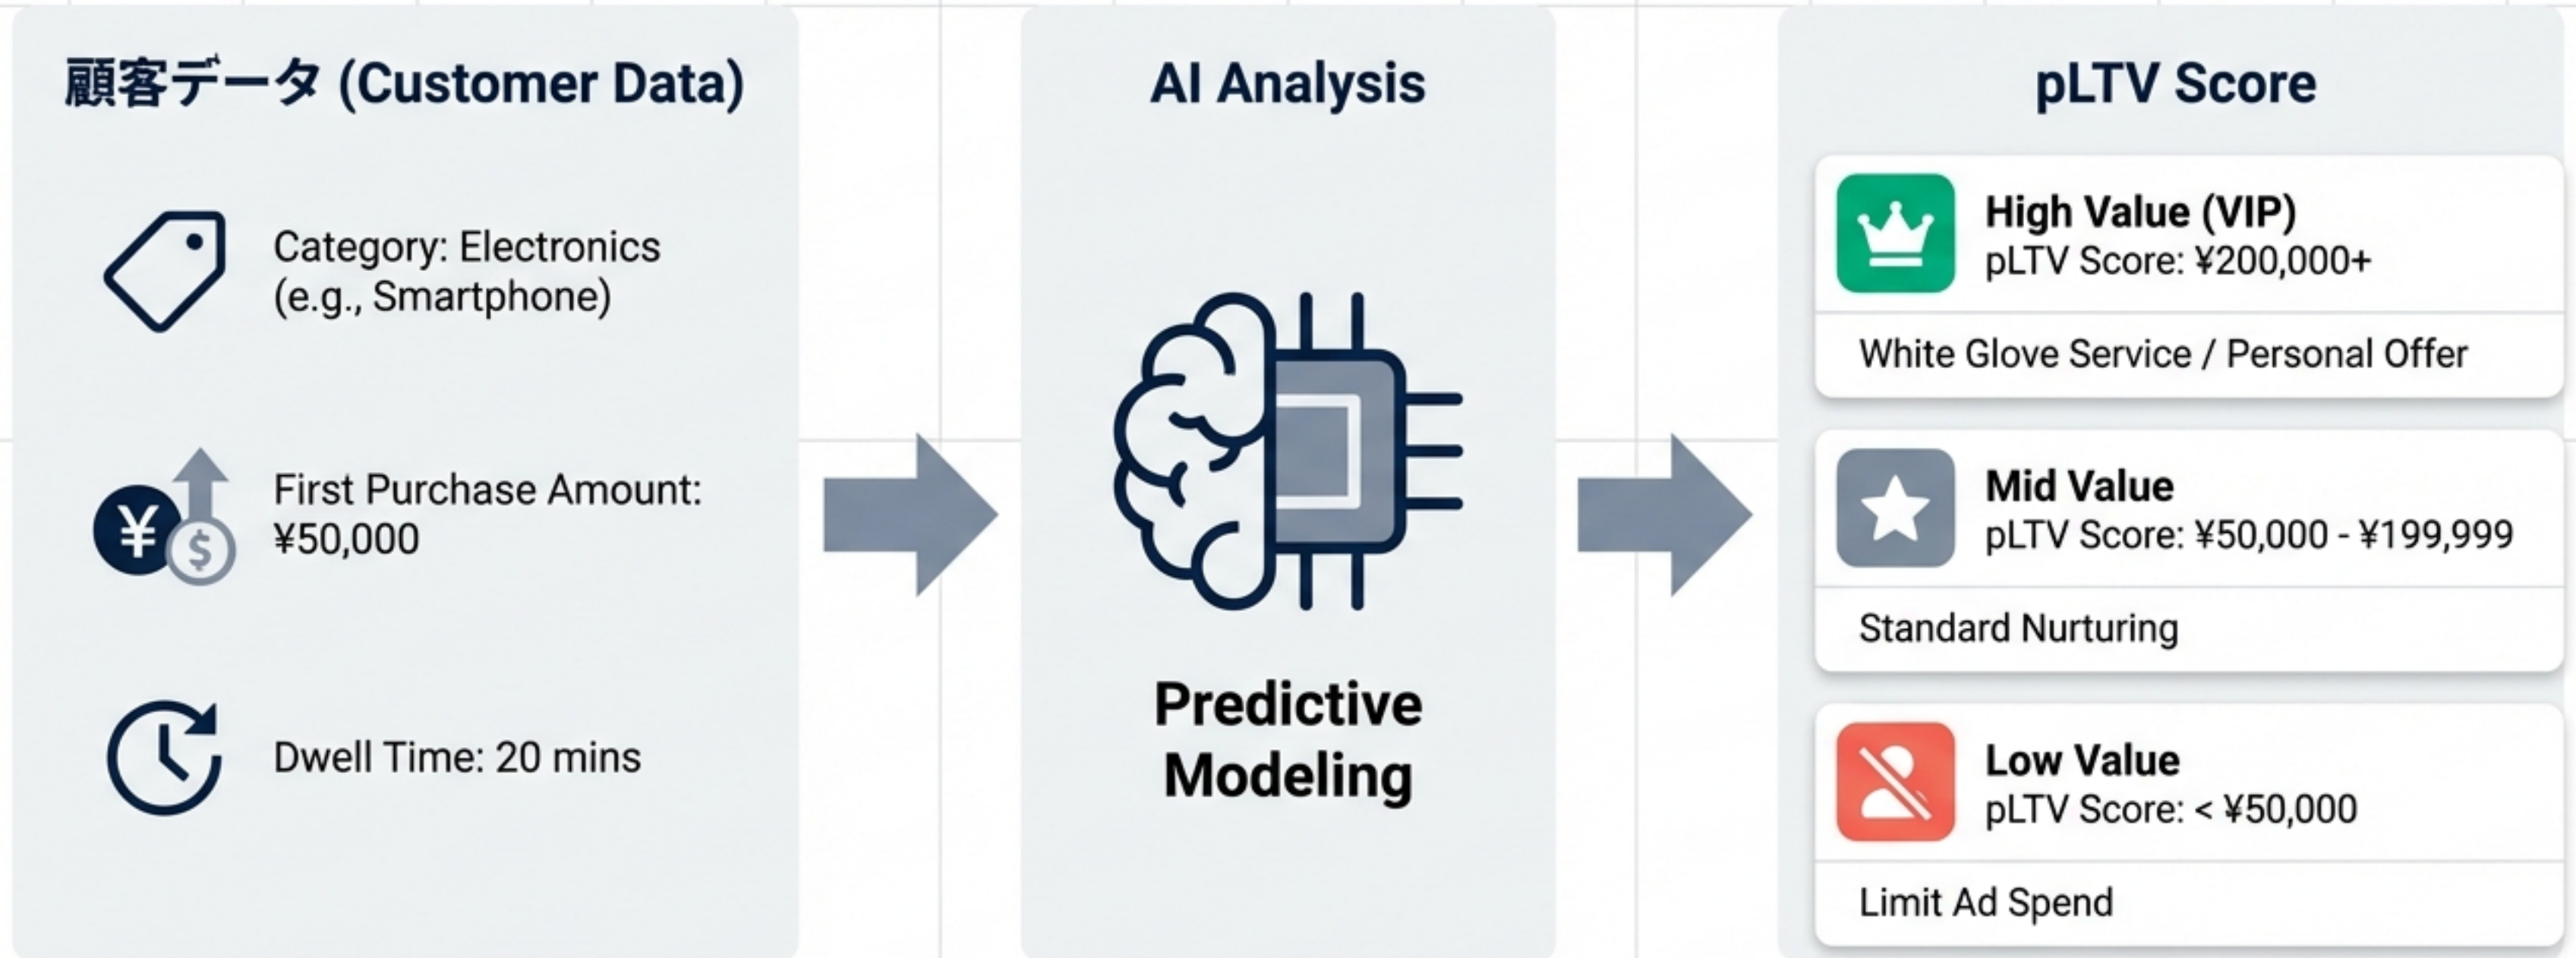 顧客データ (Customer Data)
Category: Electronics
(e.g., Smartphone)
¥
$
First Purchase Amount:
¥50,000
Dwell Time: 20 mins
AI Analysis
Predictive
Modeling
pLTV Score
High Value (VIP)
pLTV Score: ¥200,000+
White Glove Service / Personal Offer
Mid Value
pLTV Score: ¥50,000 - ¥199,999
Standard Nurturing
Low Value
pLTV Score: < ¥50,000
Limit Ad Spend